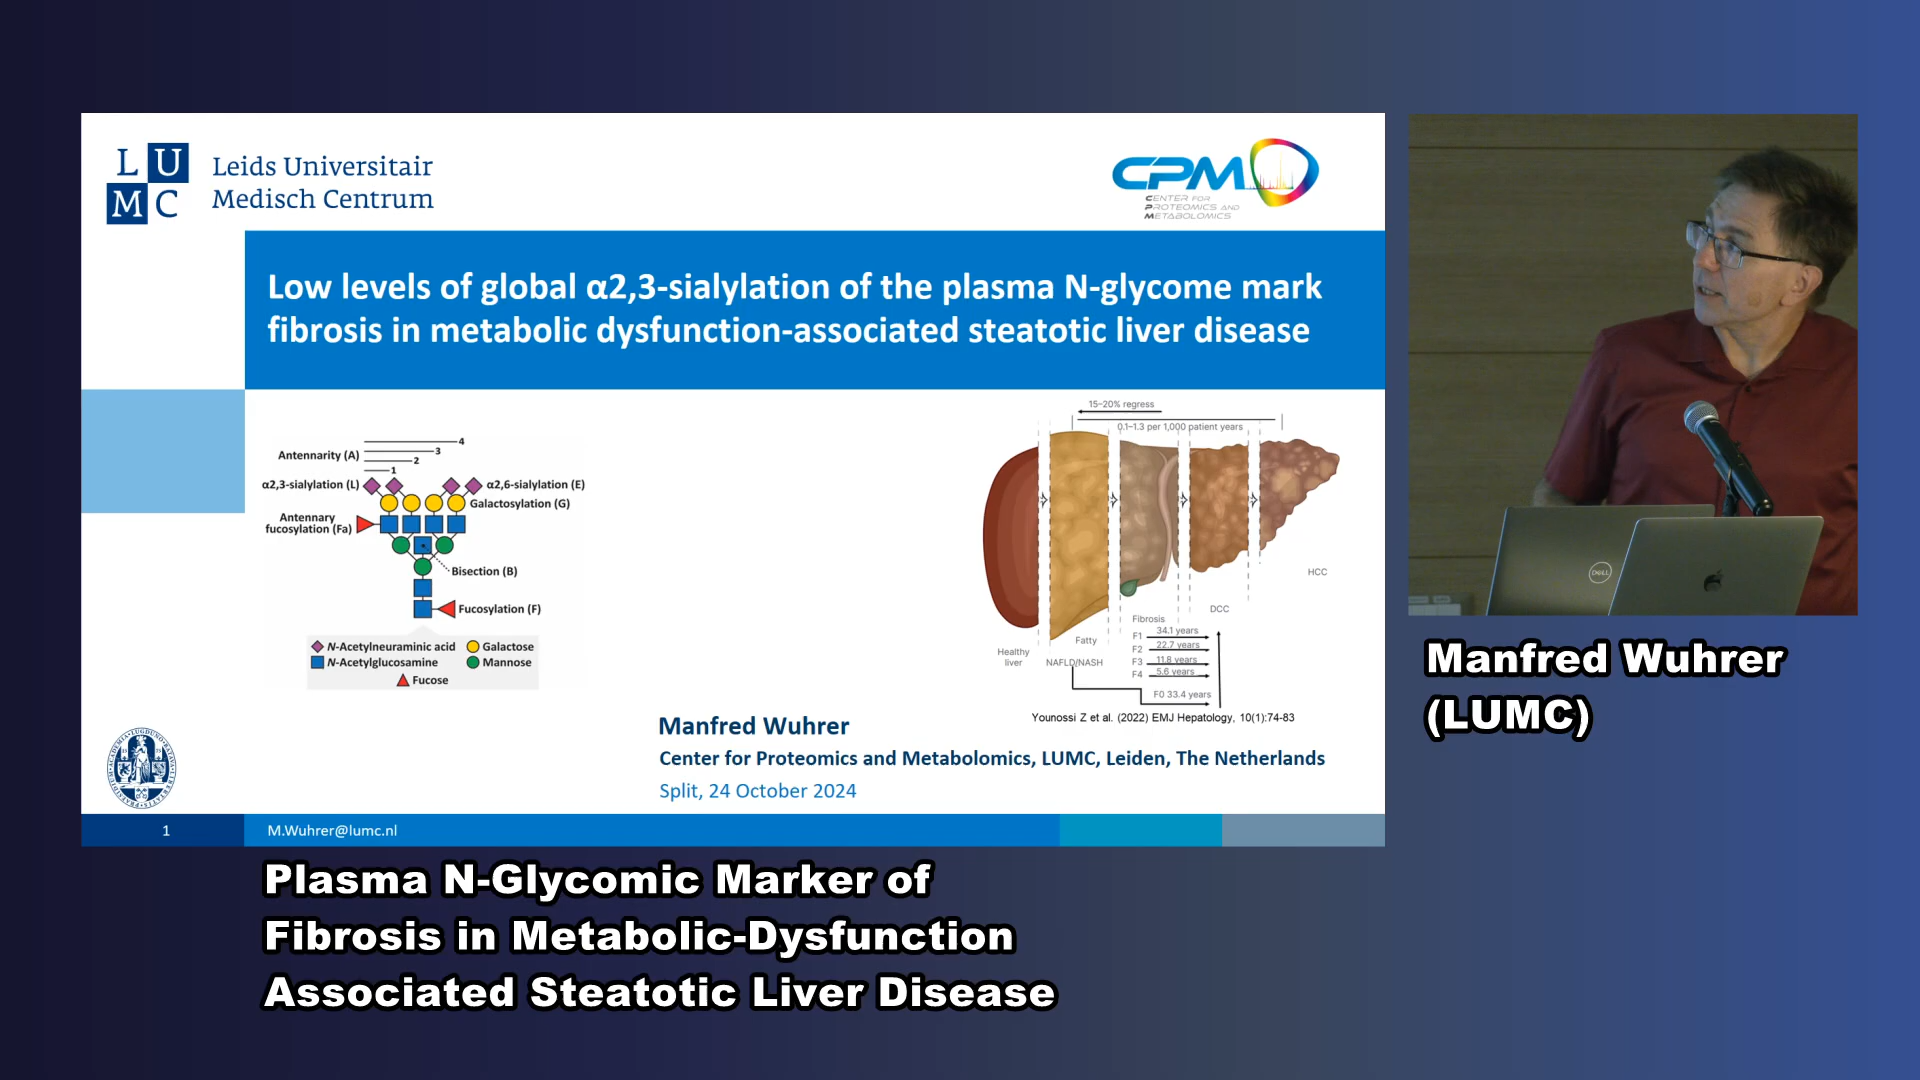 L U
M C
Leids Universitair
Medisch Centrum
CPM
CENTER FOR
PROTEOMICS AND
METABOLOMICS
Low levels of global α2,3-sialylation of the plasma N-glycome mark
fibrosis in metabolic dysfunction-associated steatotic liver disease
Antennarity (A)
4
3
2
1
α2,3-sialylation (L)
α2,6-sialylation (E)
Galactosylation (G)
Antennary
fucosylation (Fa)
Bisection (B)
Fucosylation (F)
N-Acetylneuraminic acid
Galactose
N-Acetylglucosamine
Mannose
Fucose
15–20% regress
0.1–1.3 per 1,000 patient years
HCC
DCC
Fibrosis
Fatty
Healthy
liver
NAFLD/NASH
F1 34.1 years
F2 22.7 years
F3 11.8 years
F4 5.6 years
F0 33.4 years
Younossi Z et al. (2022) EMJ Hepatology, 10(1):74-83
Manfred Wuhrer
Center for Proteomics and Metabolomics, LUMC, Leiden, The Netherlands
Split, 24 October 2024
1
M.Wuhrer@lumc.nl
DELL
Manfred Wuhrer
(LUMC)
Plasma N-Glycomic Marker of
Fibrosis in Metabolic-Dysfunction
Associated Steatotic Liver Disease